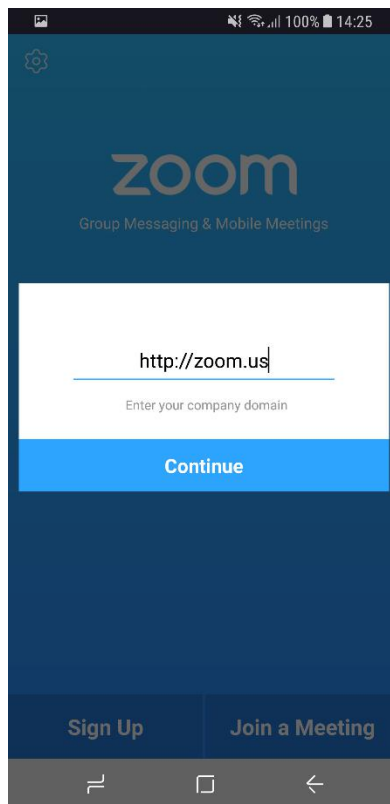 100% 14:25
zoom
Group Messaging & Mobile Meetings
http://zoom.us
Enter your company domain
Continue
Sign Up Join a Meeting